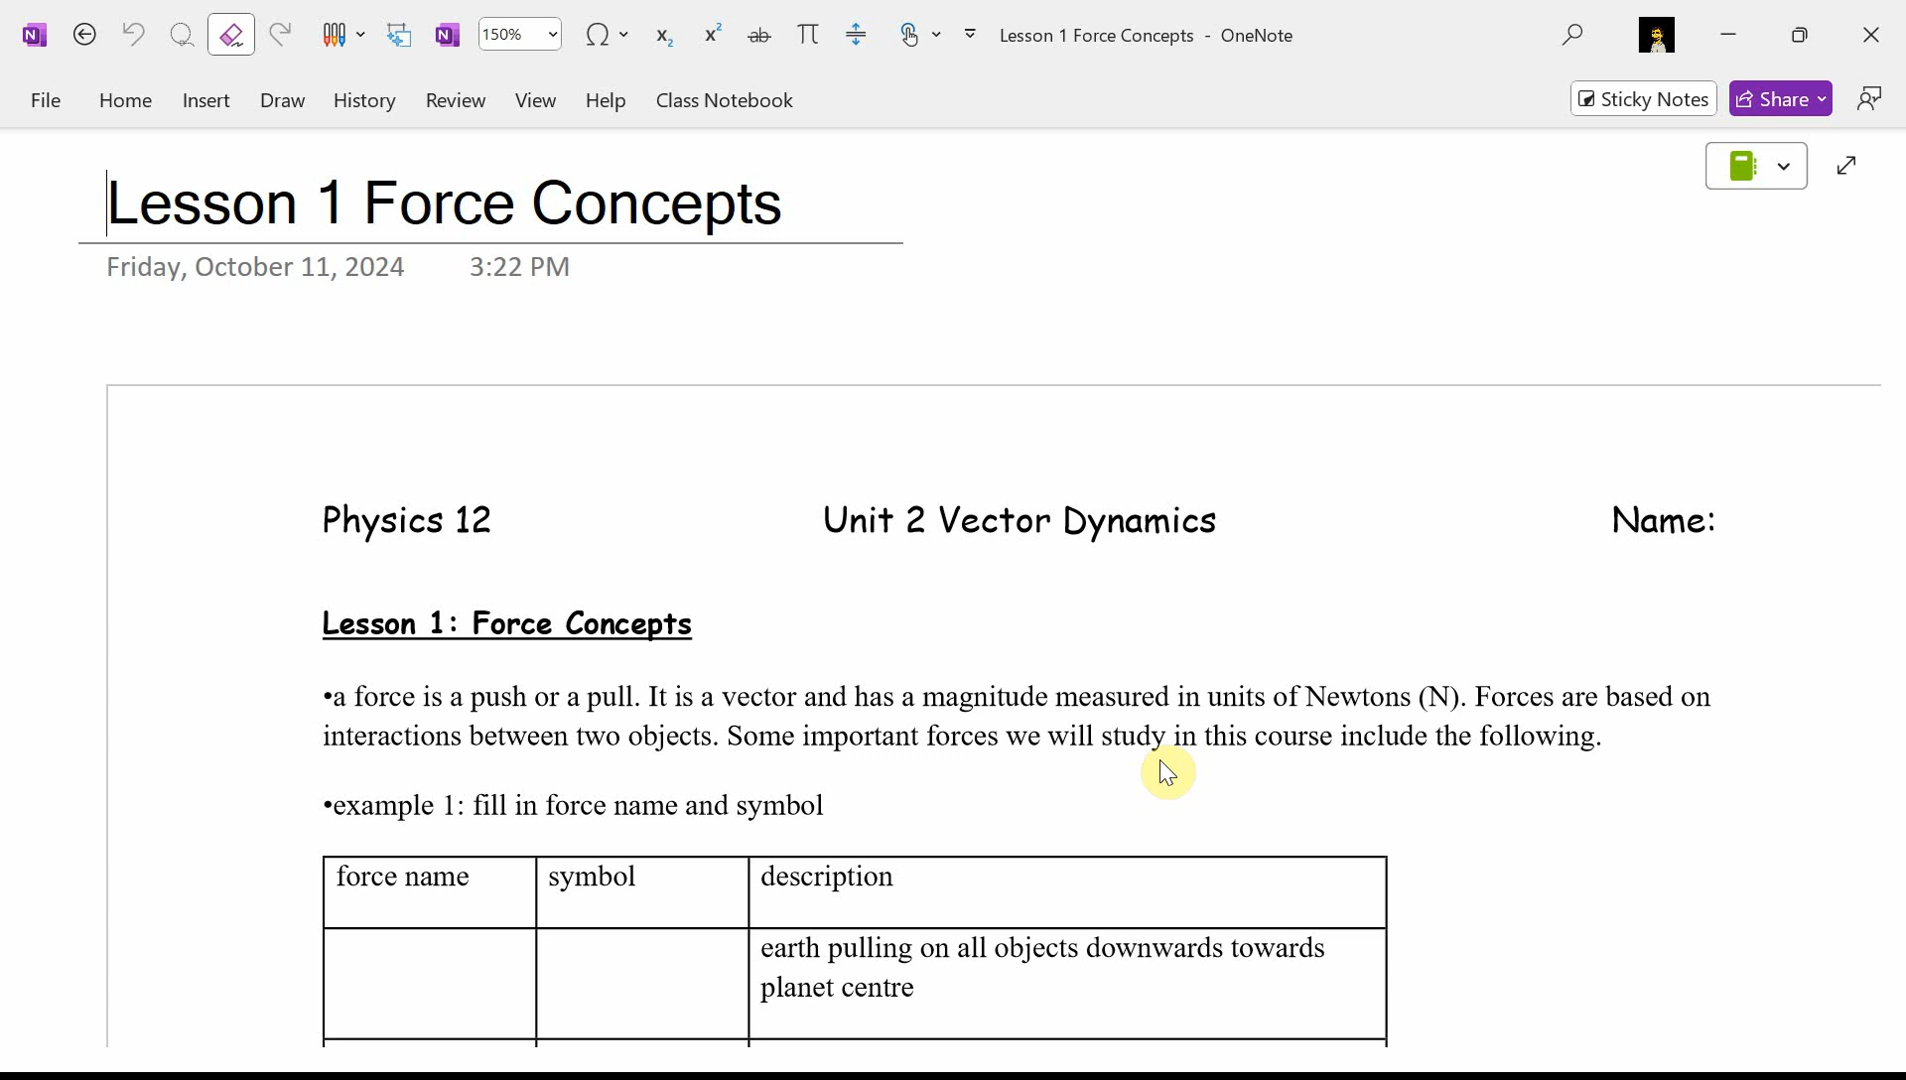 150%
Lesson 1 Force Concepts - OneNote
File Home Insert Draw History Review View Help Class Notebook
Sticky Notes Share
Lesson 1 Force Concepts
Friday, October 11, 2024 3:22 PM
Physics 12 Unit 2 Vector Dynamics Name:
Lesson 1: Force Concepts
•a force is a push or a pull. It is a vector and has a magnitude measured in units of Newtons (N). Forces are based on
interactions between two objects. Some important forces we will study in this course include the following.
•example 1: fill in force name and symbol
force name symbol description
earth pulling on all objects downwards towards
planet centre